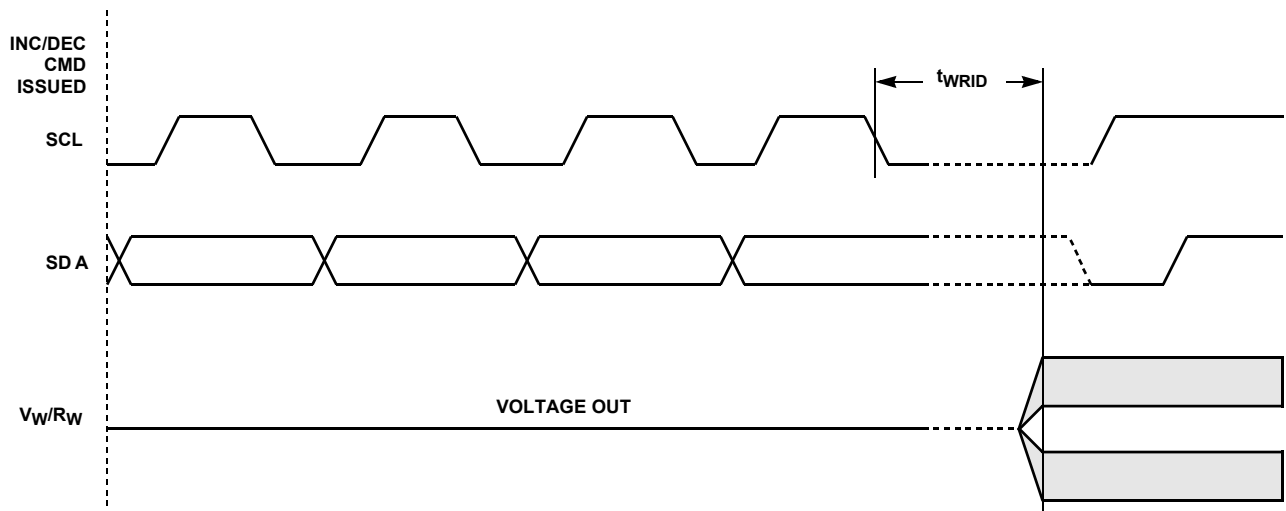 INC/DEC
CMD
ISSUED
tWRID
SCL
SD A
VOLTAGE OUT
VW/RW